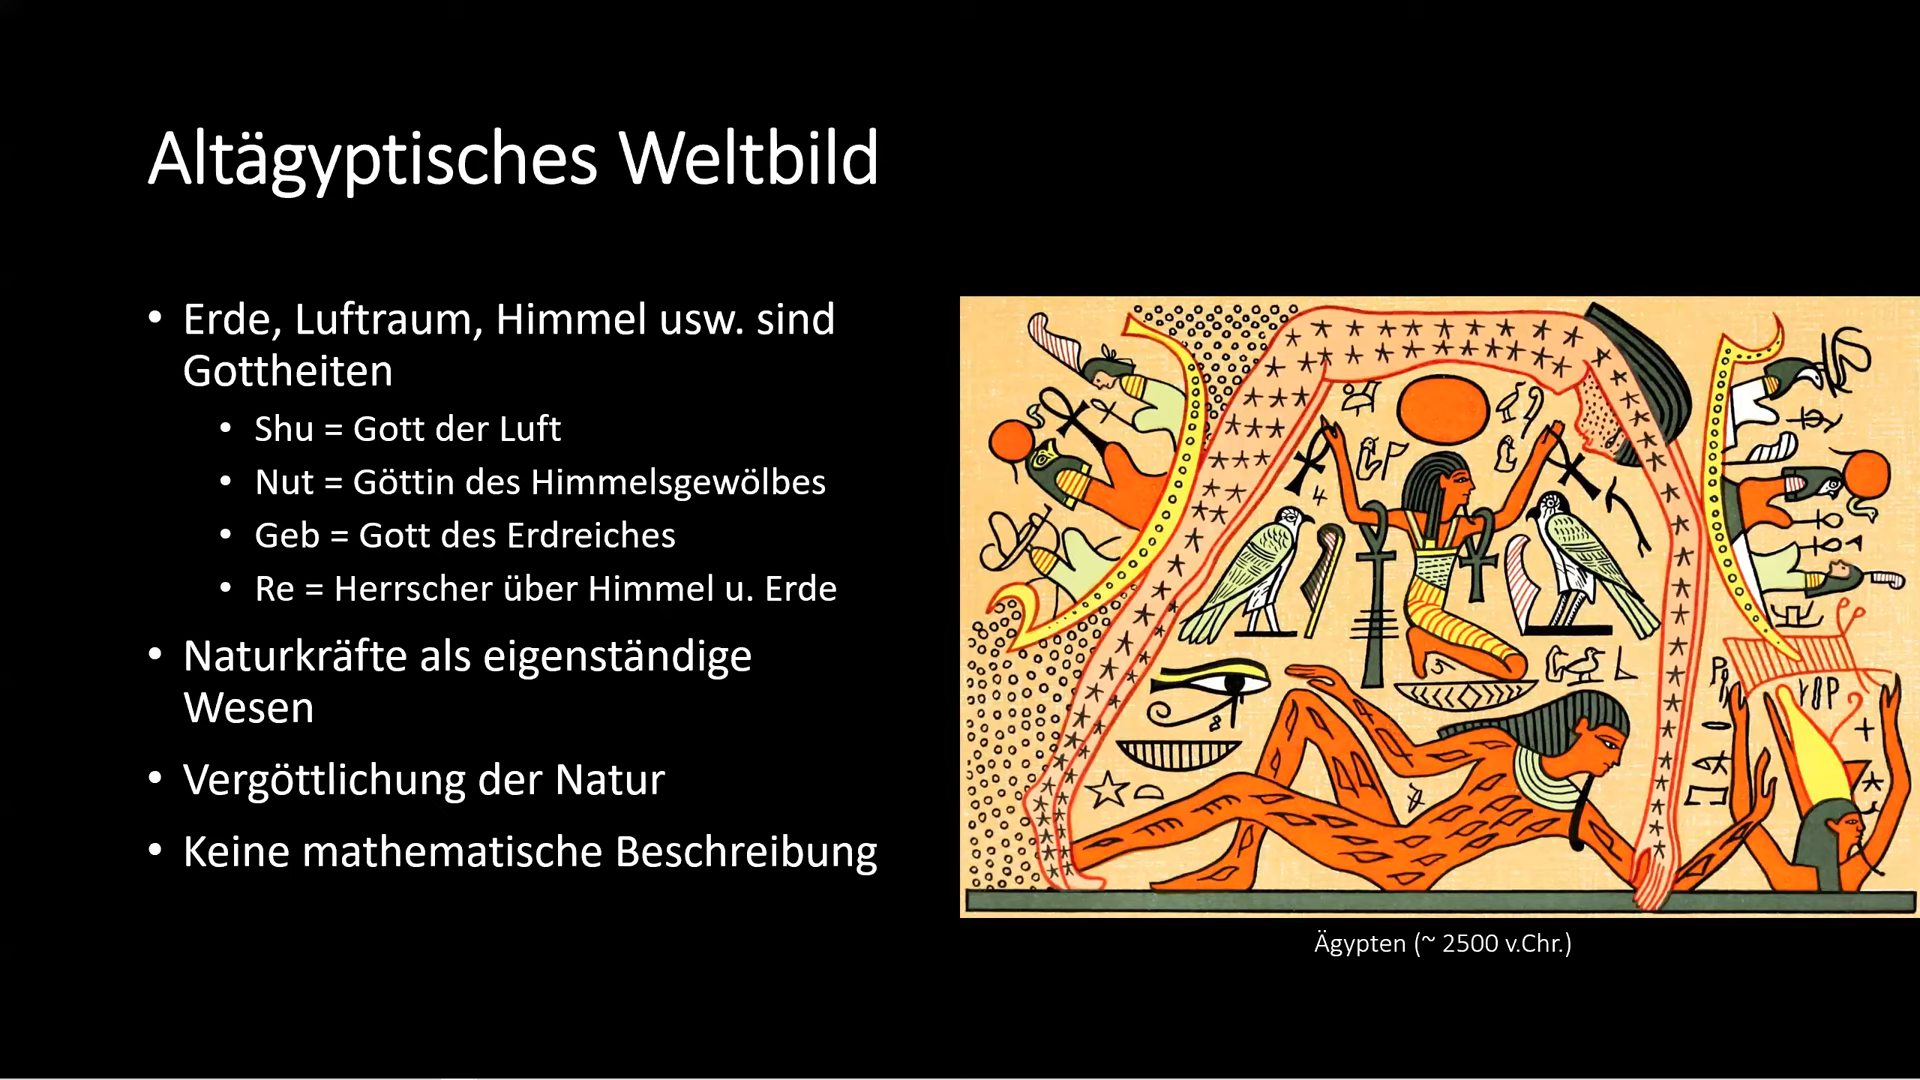 Altägyptisches Weltbild
• Erde, Luftraum, Himmel usw. sind
Gottheiten
• Shu = Gott der Luft
• Nut = Göttin des Himmelsgewölbes
• Geb = Gott des Erdreiches
• Re = Herrscher über Himmel u. Erde
• Naturkräfte als eigenständige
Wesen
• Vergöttlichung der Natur
• Keine mathematische Beschreibung
Ägypten (~ 2500 v.Chr.)